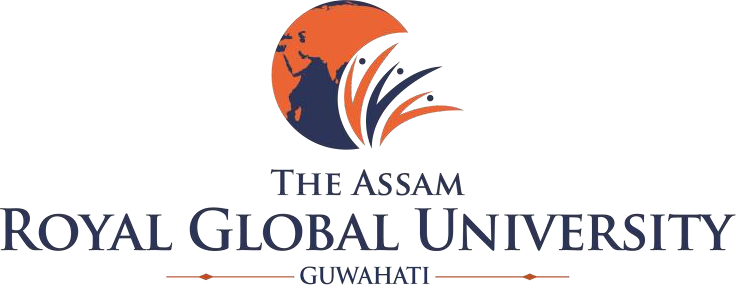 THE ASSAM
ROYAL GLOBAL UNIVERSITY
GUWAHATI